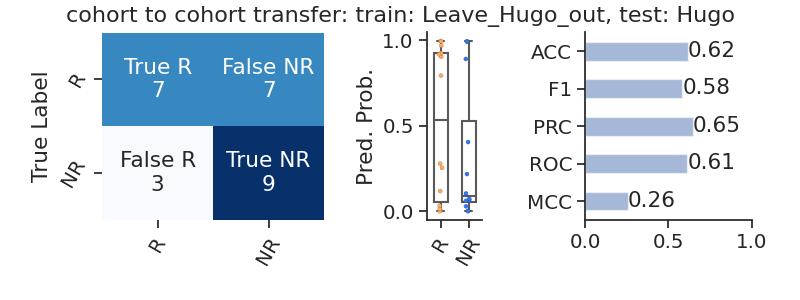 cohort to cohort transfer: train: Leave_Hugo_out, test: Hugo
True Label
R
NR
True R
7
False NR
7
False R
3
True NR
9
R
NR
Pred. Prob.
1.0
0.5
0.0
R
NR
ACC
0.62
F1
0.58
PRC
0.65
ROC
0.61
MCC
0.26
0.0
0.5
1.0